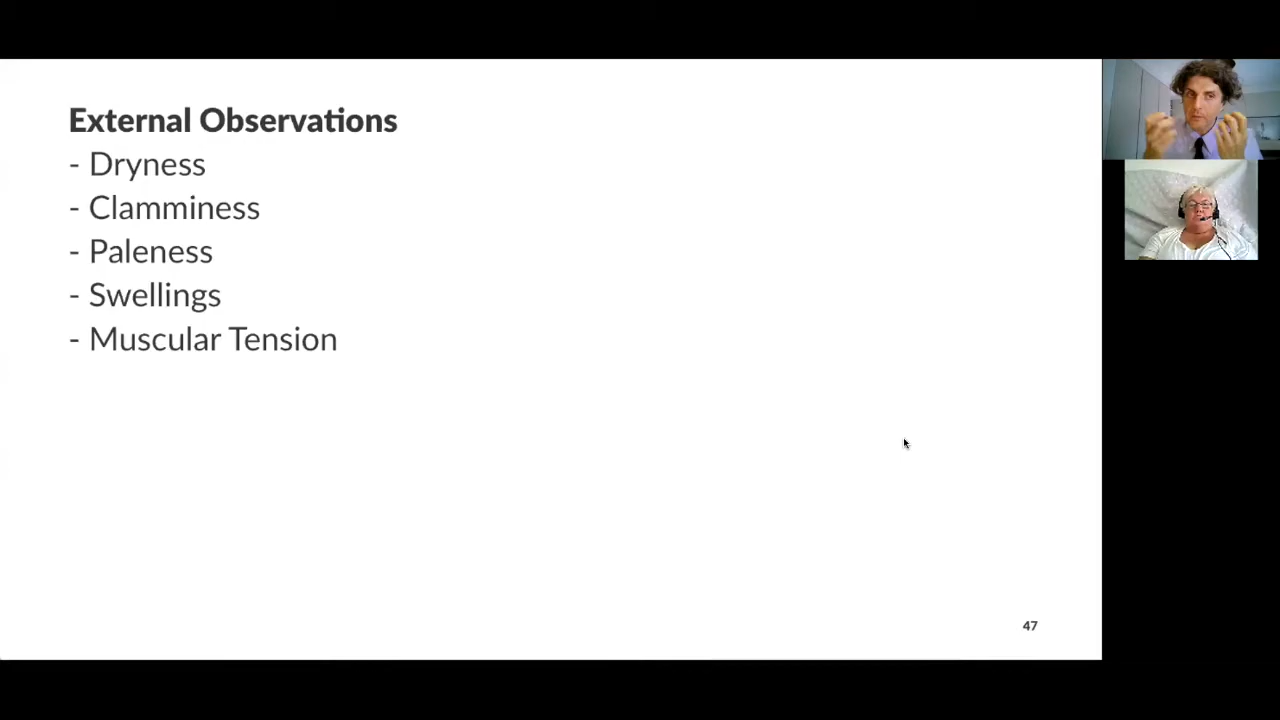 External Observations
- Dryness
- Clamminess
- Paleness
- Swellings
- Muscular Tension
47